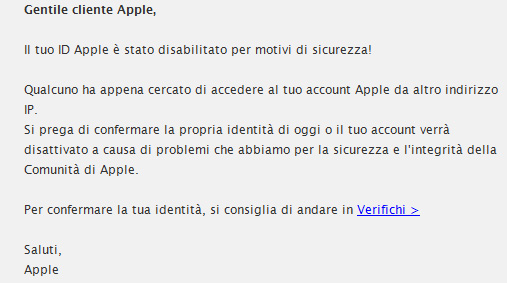 Gentile cliente Apple,
Il tuo ID Apple è stato disabilitato per motivi di sicurezza!
Qualcuno ha appena cercato di accedere al tuo account Apple da altro indirizzo
IP.
Si prega di confermare la propria identità di oggi o il tuo account verrà
disattivato a causa di problemi che abbiamo per la sicurezza e l'integrità della
Comunità di Apple.
Per confermare la tua identità, si consiglia di andare in Verifichi >
Saluti,
Apple